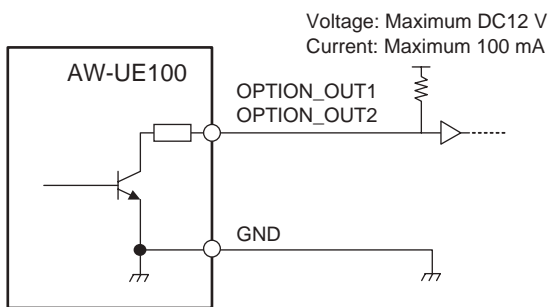 Voltage: Maximum DC12 V
Current: Maximum 100 mA
AW-UE100
OPTION_OUT1
OPTION_OUT2
GND